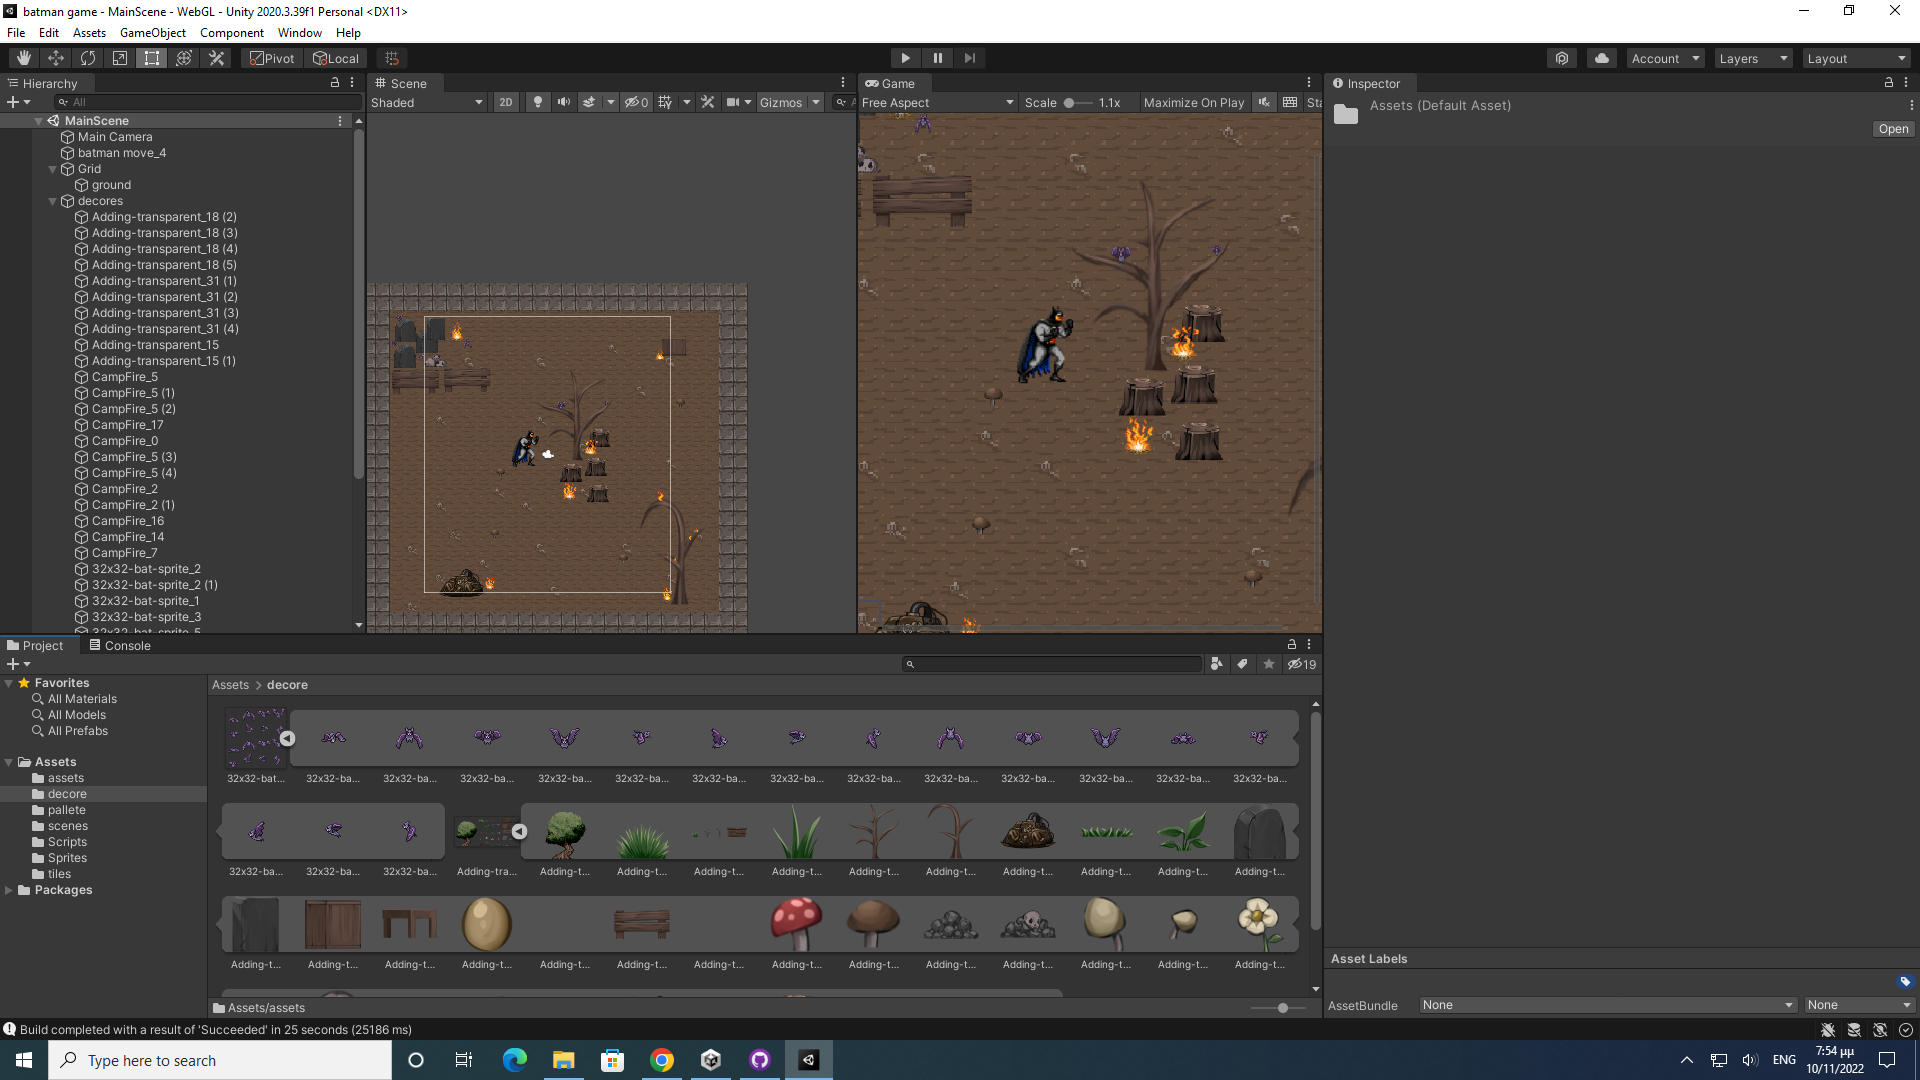 batman game - MainScene - WebGL - Unity 2020.3.39f1 Personal <DX11>
File Edit Assets GameObject Component Window Help
Pivot Local Account Layers Layout
Hierarchy
All
MainScene
Main Camera
batman move_4
Grid
ground
decores
Adding-transparent_18 (2)
Adding-transparent_18 (3)
Adding-transparent_18 (4)
Adding-transparent_18 (5)
Adding-transparent_31 (1)
Adding-transparent_31 (2)
Adding-transparent_31 (3)
Adding-transparent_31 (4)
Adding-transparent_15
Adding-transparent_15 (1)
CampFire_5
CampFire_5 (1)
CampFire_5 (2)
CampFire_17
CampFire_0
CampFire_5 (3)
CampFire_5 (4)
CampFire_2
CampFire_2 (1)
CampFire_16
CampFire_14
CampFire_7
32x32-bat-sprite_2
32x32-bat-sprite_2 (1)
32x32-bat-sprite_1
32x32-bat-sprite_3
32x32-bat-sprite_5
Scene
Shaded 2D 0 Gizmos A
Game
Free Aspect Scale 1.1x Maximize On Play Sta
Inspector
Assets (Default Asset)
Open
Project Console
19
Favorites
All Materials
All Models
All Prefabs
Assets
assets
decore
pallete
scenes
Scripts
Sprites
tiles
Packages
Assets > decore
32x32-bat... 32x32-ba... 32x32-ba... 32x32-ba... 32x32-ba... 32x32-ba... 32x32-ba... 32x32-ba... 32x32-ba... 32x32-ba... 32x32-ba... 32x32-ba... 32x32-ba... 32x32-ba...
32x32-ba... 32x32-ba... 32x32-ba... Adding-tra... Adding-t... Adding-t... Adding-t... Adding-t... Adding-t... Adding-t... Adding-t... Adding-t... Adding-t... Adding-t...
Adding-t... Adding-t... Adding-t... Adding-t... Adding-t... Adding-t... Adding-t... Adding-t... Adding-t... Adding-t... Adding-t... Adding-t... Adding-t... Adding-t...
Assets/assets
Asset Labels
AssetBundle None None
Build completed with a result of 'Succeeded' in 25 seconds (25186 ms)
Type here to search
ENG
7:54 μμ
10/11/2022